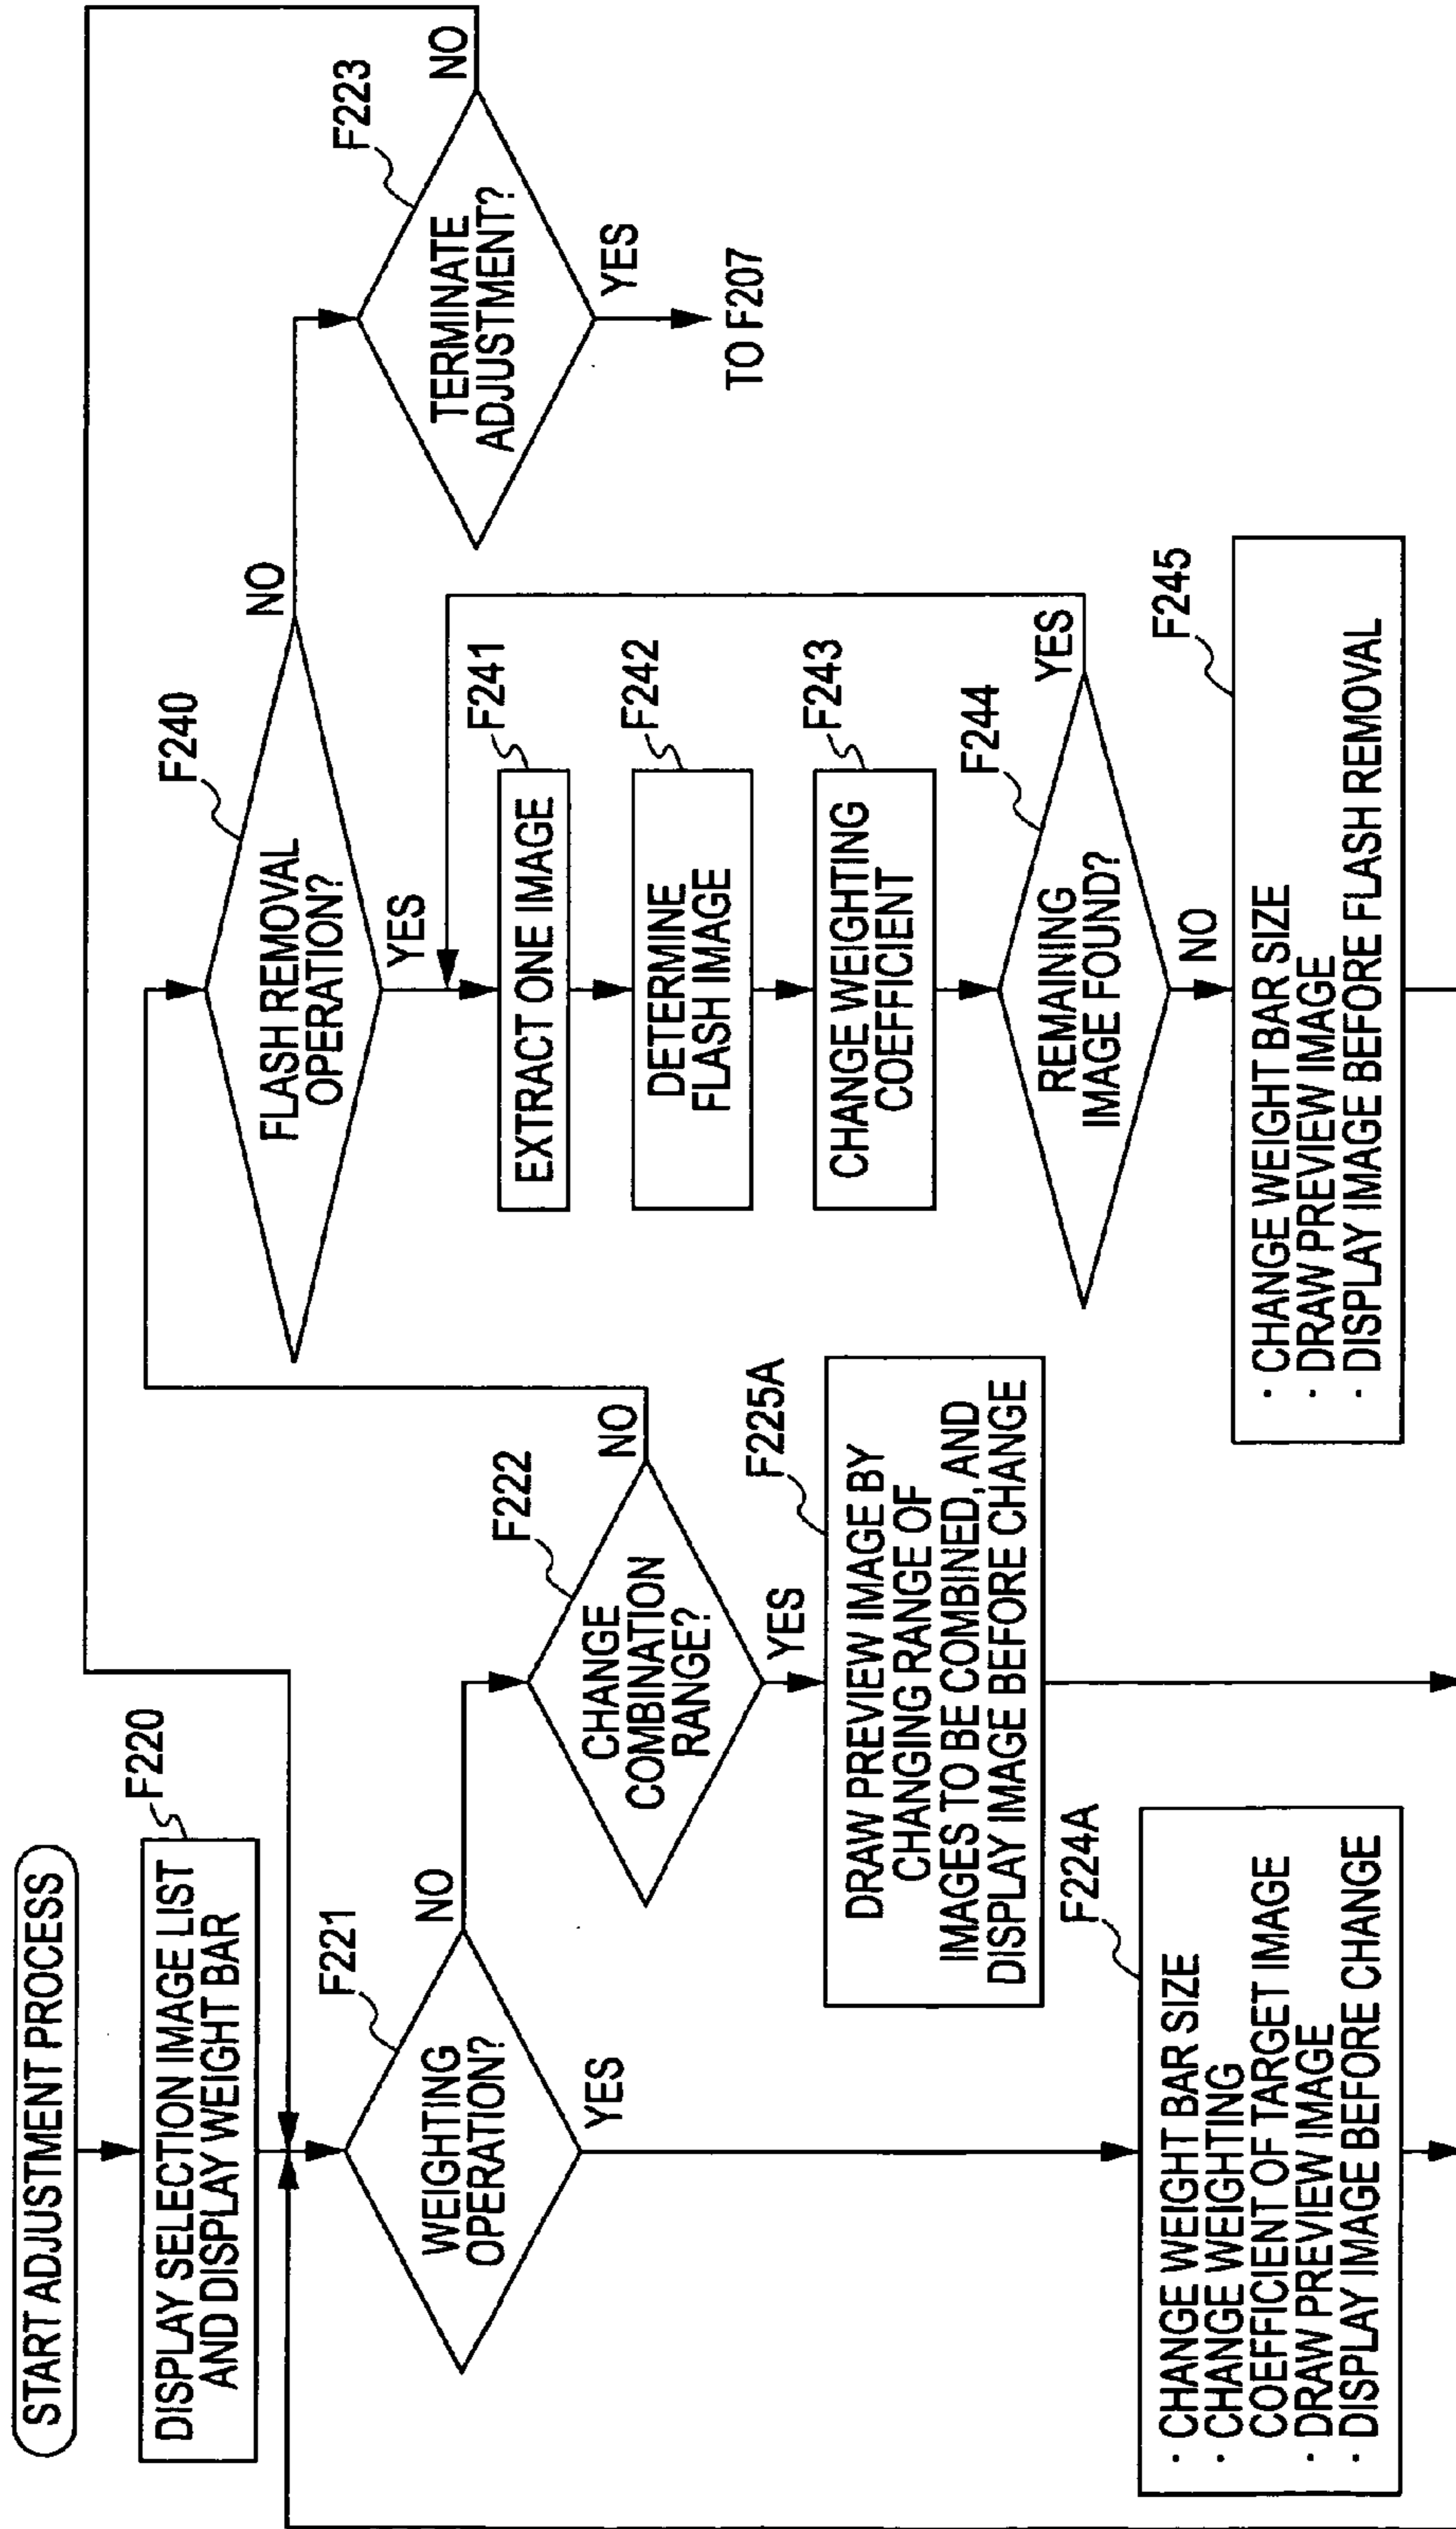 START ADJUSTMENT PROCESS
F220
DISPLAY SELECTION IMAGE LIST
AND DISPLAY WEIGHT BAR
F221
WEIGHTING
OPERATION?
NO
YES
F224A
· CHANGE WEIGHT BAR SIZE
· CHANGE WEIGHTING
COEFFICIENT OF TARGET IMAGE
· DRAW PREVIEW IMAGE
· DISPLAY IMAGE BEFORE CHANGE
F222
CHANGE
COMBINATION
RANGE?
NO
YES
F225A
DRAW PREVIEW IMAGE BY
CHANGING RANGE OF
IMAGES TO BE COMBINED, AND
DISPLAY IMAGE BEFORE CHANGE
F240
FLASH REMOVAL
OPERATION?
NO
YES
F241
EXTRACT ONE IMAGE
F242
DETERMINE
FLASH IMAGE
F243
CHANGE WEIGHTING
COEFFICIENT
F244
REMAINING
IMAGE FOUND?
YES
NO
F245
· CHANGE WEIGHT BAR SIZE
· DRAW PREVIEW IMAGE
· DISPLAY IMAGE BEFORE FLASH REMOVAL
F223
TERMINATE
ADJUSTMENT?
NO
YES
TO F207